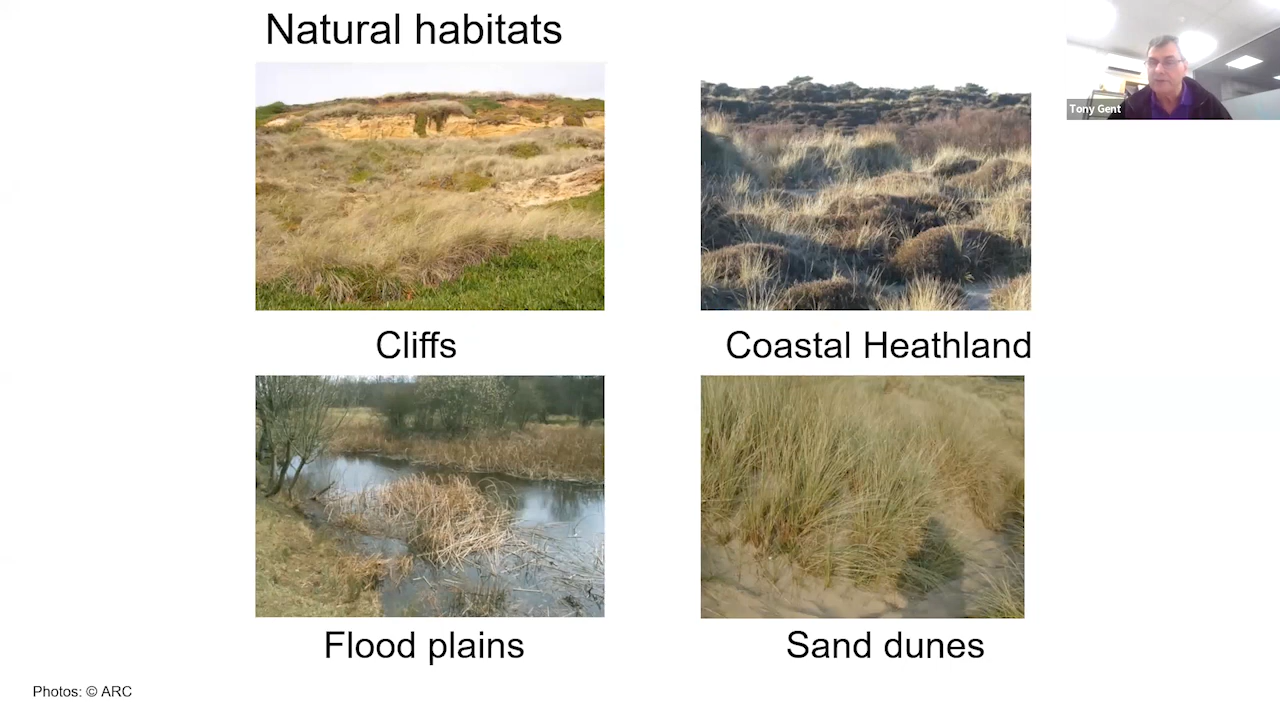 Natural habitats
Tony Gent
Cliffs
Coastal Heathland
Flood plains
Sand dunes
Photos: © ARC